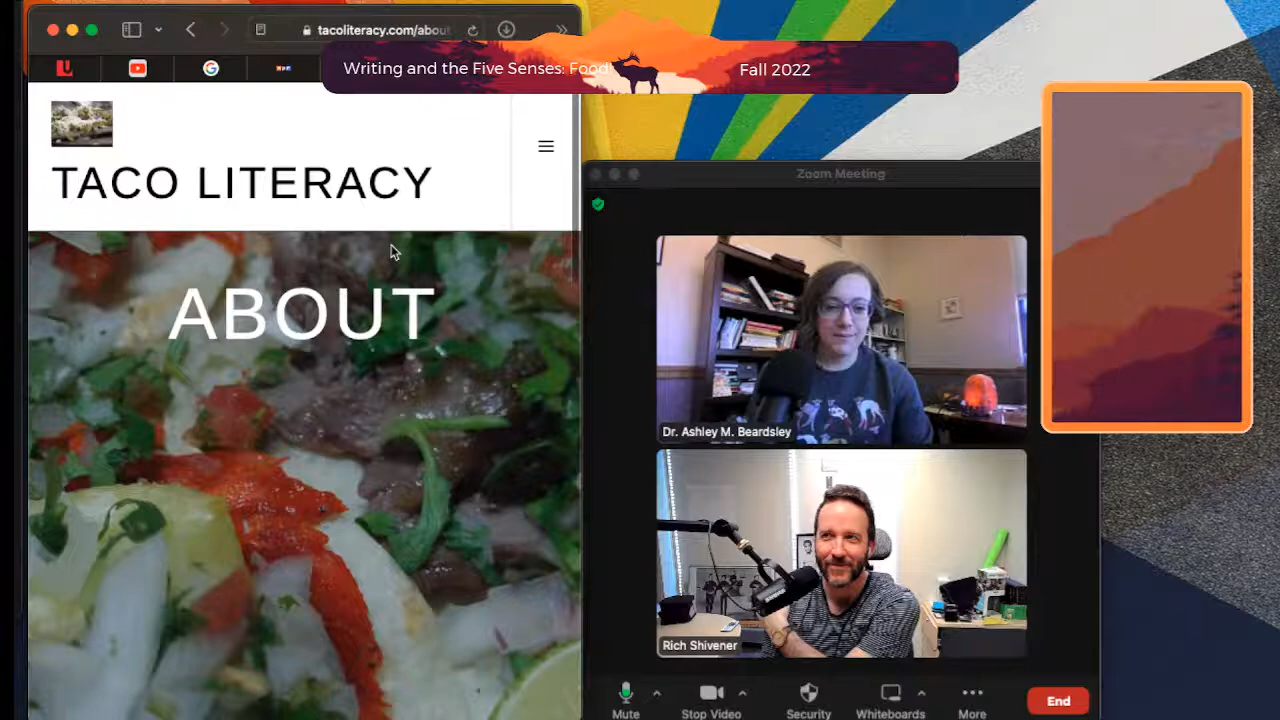 tacoliteracy.com/abou
Writing and the Five Senses: Food!
Fall 2022
TACO LITERACY
ABOUT
Zoom Meeting
Dr. Ashley M. Beardsley
Rich Shivener
Mute
Stop Video
Security
Whiteboards
More
End